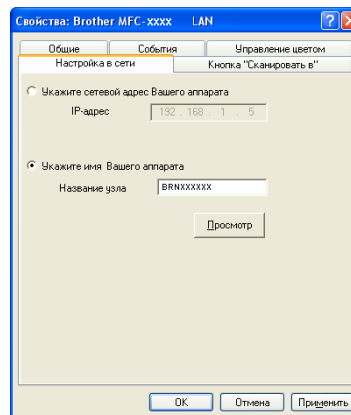 Свойства: Brother MFC-xxxx LAN
Общие События Управление цветом
Настройка в сети Кнопка "Сканировать в"
Укажите сетевой адрес Вашего аппарата
IP-адрес 192 . 168 . 1 . 5
Укажите имя Вашего аппарата
Название узла BRNXXXXXX
Просмотр
OK Отмена Применить